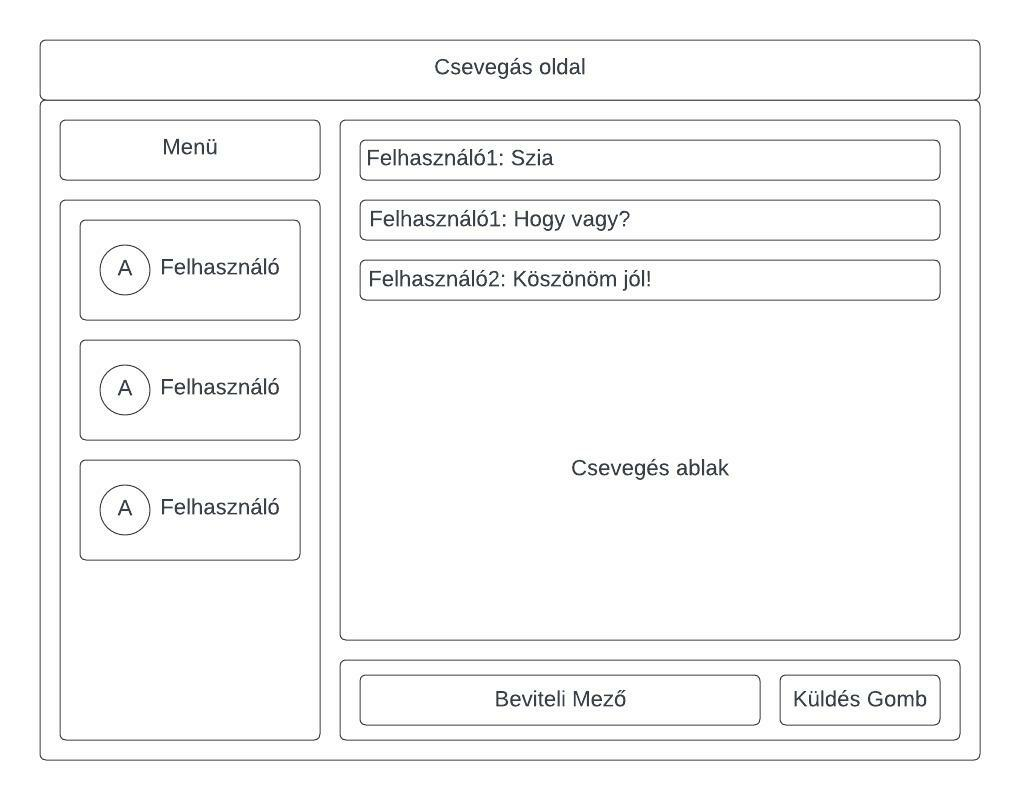 Csevegás oldal
Menü
A Felhasználó
A Felhasználó
A Felhasználó
Felhasználó1: Szia
Felhasználó1: Hogy vagy?
Felhasználó2: Köszönöm jól!
Csevegés ablak
Beviteli Mező
Küldés Gomb